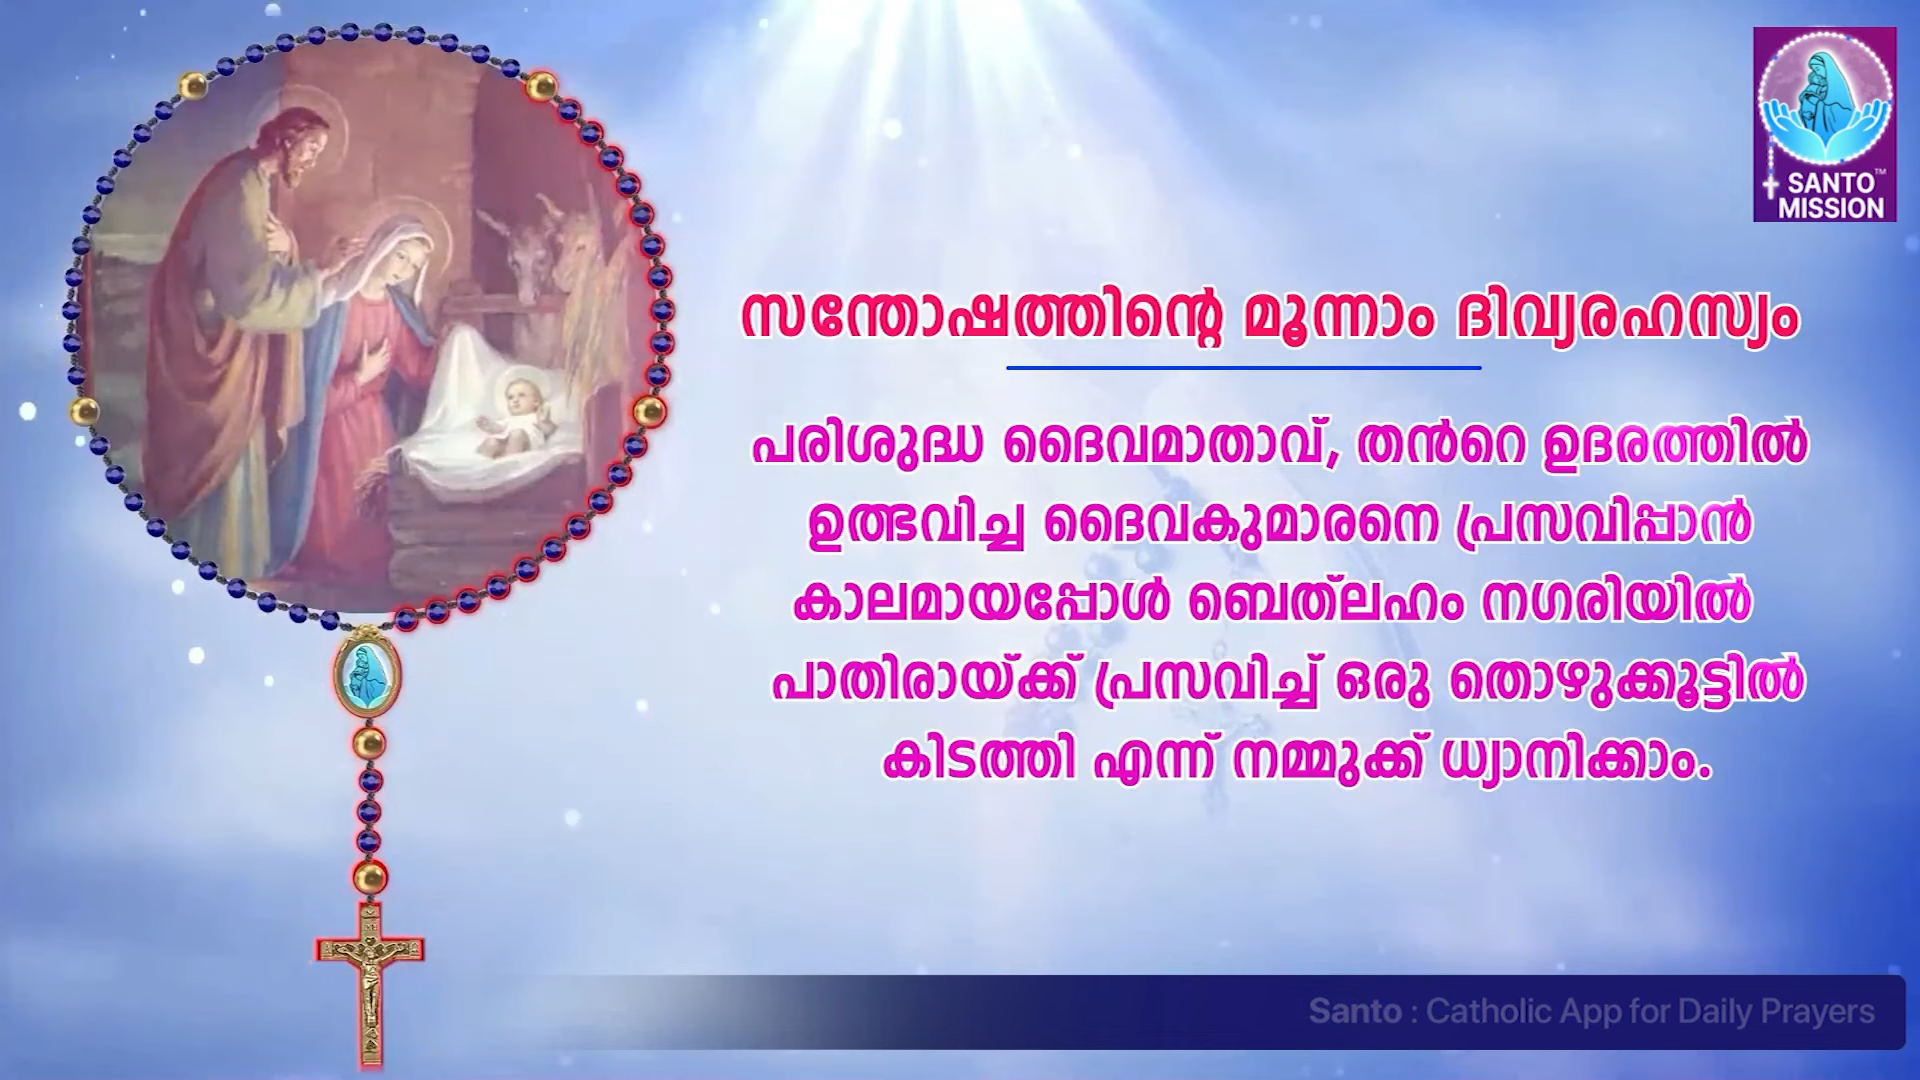 SANTO™
MISSION
സന്തോഷത്തിന്റെ മൂന്നാം ദിവ്യരഹസ്യം
പരിശുദ്ധ ദൈവമാതാവ്, തൻറെ ഉദരത്തിൽ
ഉത്ഭവിച്ച ദൈവകുമാരനെ പ്രസവിപ്പാൻ
കാലമായപ്പോൾ ബെത്‌ലഹം നഗരിയിൽ
പാതിരായ്ക്ക് പ്രസവിച്ച് ഒരു തൊഴുക്കൂട്ടിൽ
കിടത്തി എന്ന് നമ്മുക്ക് ധ്യാനിക്കാം.
Santo : Catholic App for Daily Prayers